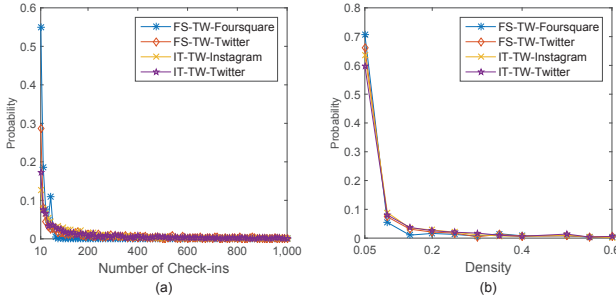 0.6
0.5
0.4
0.3
0.2
0.1
0
Probability
FS-TW-Foursquare
FS-TW-Twitter
IT-TW-Instagram
IT-TW-Twitter
10 200 400 600 800 1,000
Number of Check-ins
(a)
0.8
0.7
0.6
0.5
0.4
0.3
0.2
0.1
0
Probability
FS-TW-Foursquare
FS-TW-Twitter
IT-TW-Instagram
IT-TW-Twitter
0.05 0.2 0.4 0.6
Density
(b)